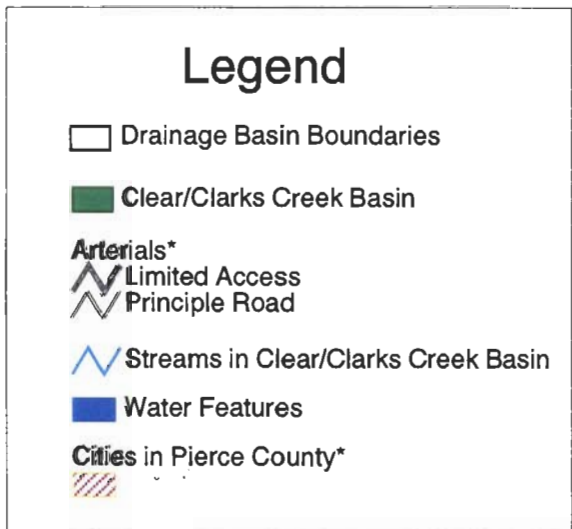 Legend
Drainage Basin Boundaries
Clear/Clarks Creek Basin
Arterials*
Limited Access
Principle Road
Streams in Clear/Clarks Creek Basin
Water Features
Cities in Pierce County*